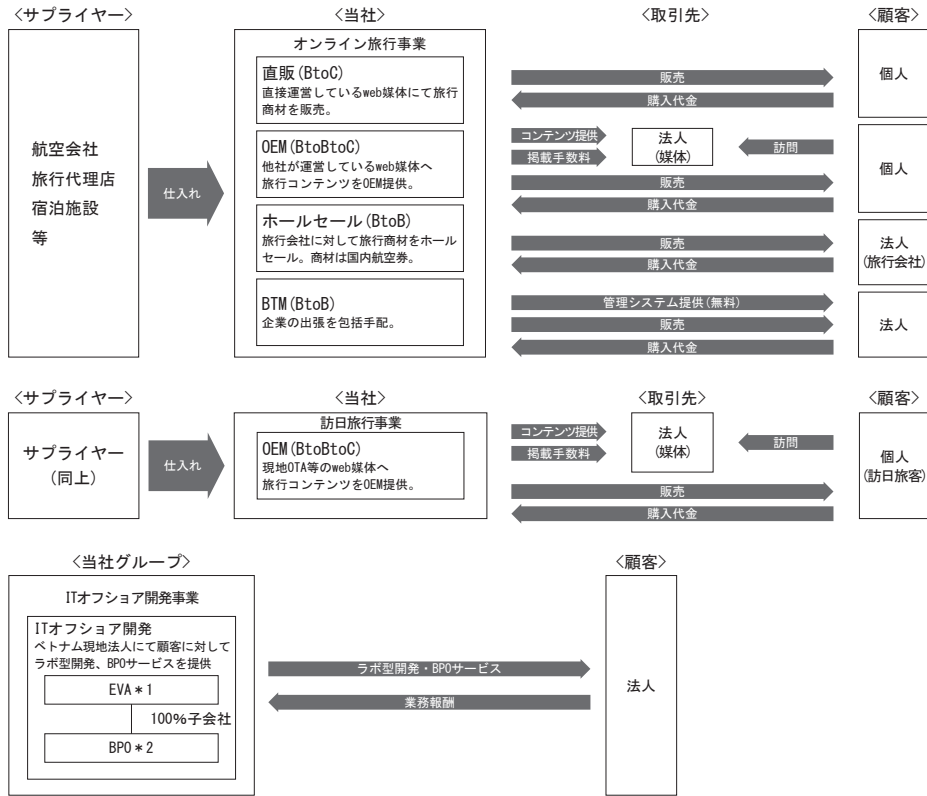 〈サプライヤー〉
〈当社〉
〈取引先〉
〈顧客〉
航空会社
旅行代理店
宿泊施設
等
仕入れ
オンライン旅行事業
直販(BtoC)
直接運営しているweb媒体にて旅行
商材を販売。
販売
購入代金
個人
OEM(BtoBtoC)
他社が運営しているweb媒体へ
旅行コンテンツをOEM提供。
コンテンツ提供
掲載手数料
法人
(媒体)
訪問
販売
購入代金
個人
ホールセール(BtoB)
旅行会社に対して旅行商材をホール
セール。商材は国内航空券。
販売
購入代金
法人
(旅行会社)
BTM(BtoB)
企業の出張を包括手配。
管理システム提供(無料)
販売
購入代金
法人
〈サプライヤー〉
〈当社〉
〈取引先〉
〈顧客〉
サプライヤー
(同上)
仕入れ
訪日旅行事業
OEM(BtoBtoC)
現地OTA等のweb媒体へ
旅行コンテンツをOEM提供。
コンテンツ提供
掲載手数料
法人
(媒体)
訪問
販売
購入代金
個人
(訪日旅客)
〈当社グループ〉
〈顧客〉
ITオフショア開発事業
ITオフショア開発
ベトナム現地法人にて顧客に対して
ラボ型開発、BPOサービスを提供
EVA*1
100%子会社
BPO*2
ラボ型開発・BPOサービス
業務報酬
法人